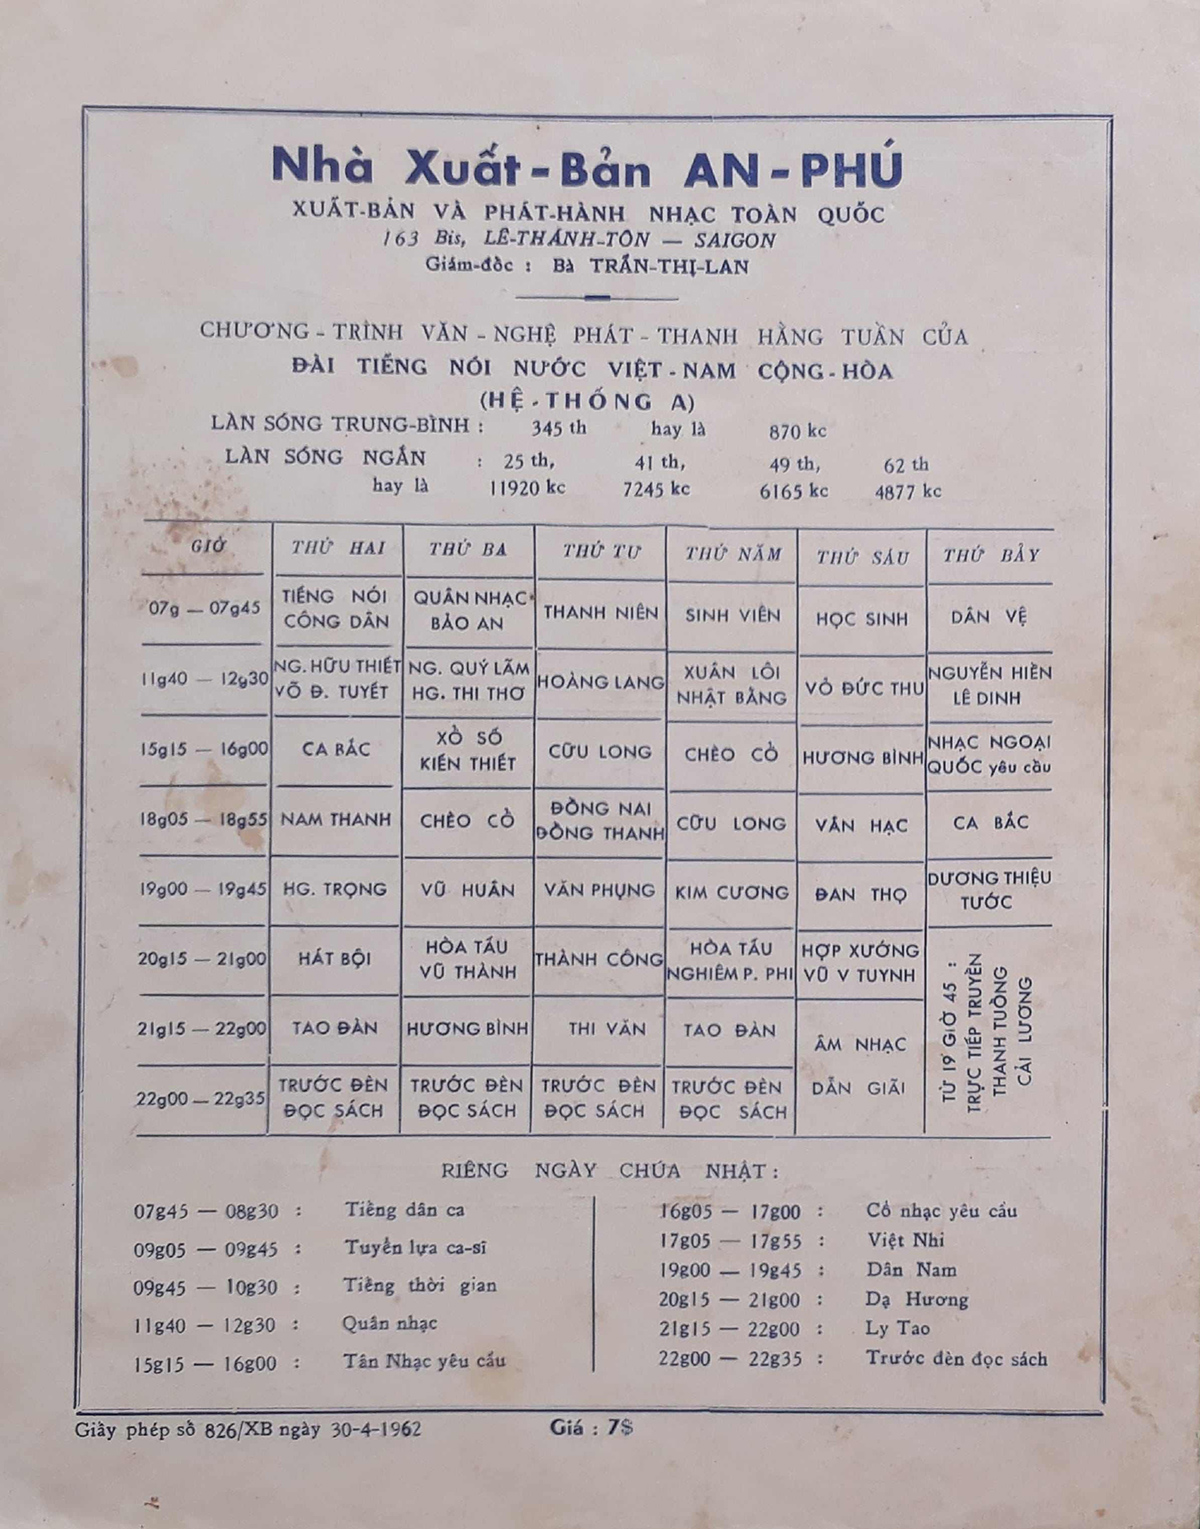 Nhà Xuất-Bản AN-PHÚ
XUẤT-BẢN VÀ PHÁT-HÀNH NHẠC TOÀN QUỐC
163 Bis, LÊ-THÁNH-TÔN — SAIGON
Giám-đốc : Bà TRẦN-THỊ-LAN
CHƯƠNG - TRÌNH VĂN - NGHỆ PHÁT - THANH HẰNG TUẦN CỦA
ĐÀI TIẾNG NÓI NƯỚC VIỆT - NAM CỘNG - HÒA
(HỆ - THỐNG A)
LÀN SÓNG TRUNG-BÌNH : 345 th hay là 870 kc
LÀN SÓNG NGẮN : 25 th, 41 th, 49 th, 62 th
hay là 11920 kc 7245 kc 6165 kc 4877 kc
GIỜ THỨ HAI THỨ BA THỨ TƯ THỨ NĂM THỨ SÁU THỨ BẢY
07g — 07g45 TIẾNG NÓI CÔNG DÂN QUÂN NHẠC BẢO AN THANH NIÊN SINH VIÊN HỌC SINH DÂN VỆ
11g40 — 12g30 NG. HỮU THIẾT VÕ Đ. TUYẾT NG. QUÝ LÃM HG. THI THƠ HOÀNG LANG XUÂN LÔI NHẬT BẰNG VỎ ĐỨC THU NGUYỄN HIỀN LÊ DINH
15g15 — 16g00 CA BẮC XỔ SỐ KIẾN THIẾT CỬU LONG CHÈO CỔ HƯƠNG BÌNH NHẠC NGOẠI QUỐC yêu cầu
18g05 — 18g55 NAM THANH CHÈO CỔ ĐỒNG NAI ĐỒNG THANH CỬU LONG VÂN HẠC CA BẮC
19g00 — 19g45 HG. TRỌNG VŨ HUÂN VĂN PHỤNG KIM CƯƠNG ĐAN THỌ DƯƠNG THIỆU TƯỚC
20g15 — 21g00 HÁT BỘI HÒA TẤU VŨ THÀNH THÀNH CÔNG HÒA TẤU NGHIÊM P. PHI HỢP XƯỚNG VŨ V TUYNH
21g15 — 22g00 TAO ĐÀN HƯƠNG BÌNH THI VĂN TAO ĐÀN ÂM NHẠC
22g00 — 22g35 TRƯỚC ĐÈN ĐỌC SÁCH TRƯỚC ĐÈN ĐỌC SÁCH TRƯỚC ĐÈN ĐỌC SÁCH TRƯỚC ĐÈN ĐỌC SÁCH DẪN GIÃI
TỪ 19 GIỜ 45 :
TRỰC TIẾP TRUYỀN
THANH TUỒNG
CẢI LƯƠNG
RIÊNG NGÀY CHÚA NHẬT :
07g45 — 08g30 : Tiếng dân ca
09g05 — 09g45 : Tuyển lựa ca-sĩ
09g45 — 10g30 : Tiếng thời gian
11g40 — 12g30 : Quân nhạc
15g15 — 16g00 : Tân Nhạc yêu cầu
16g05 — 17g00 : Cổ nhạc yêu cầu
17g05 — 17g55 : Việt Nhi
19g00 — 19g45 : Dân Nam
20g15 — 21g00 : Dạ Hương
21g15 — 22g00 : Ly Tao
22g00 — 22g35 : Trước đèn đọc sách
Giầy phép số 826/XB ngày 30-4-1962 Giá : 7$